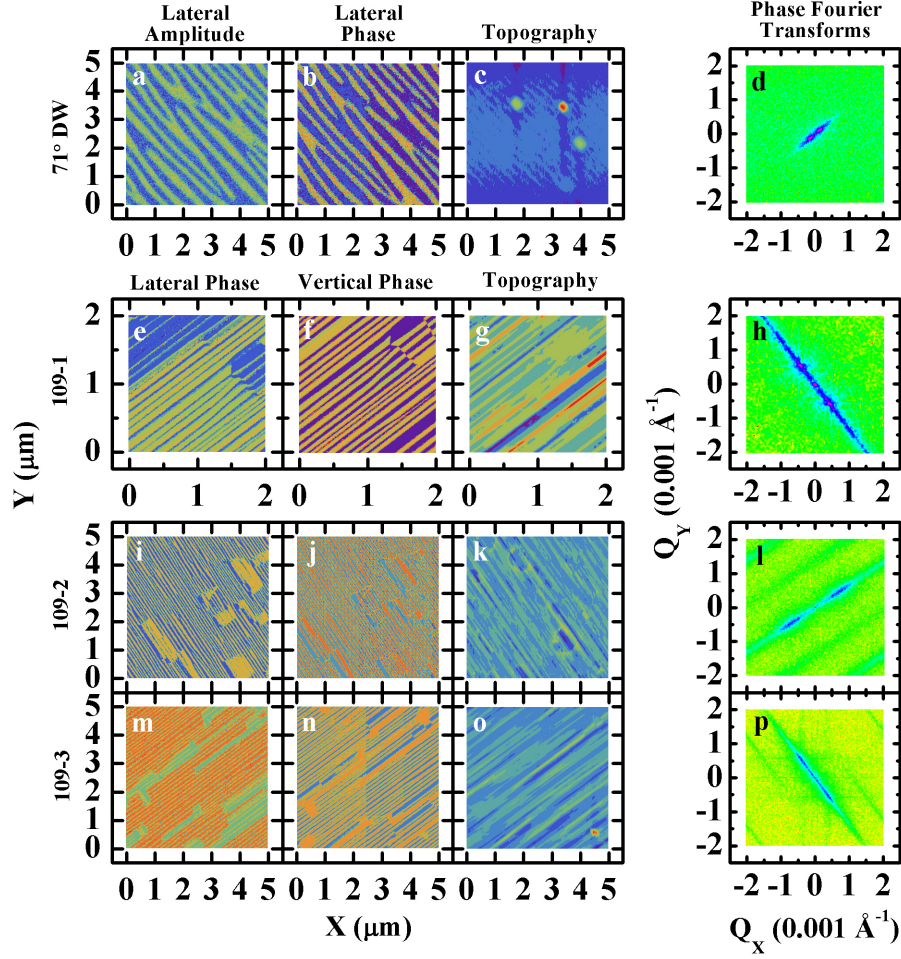 Lateral Amplitude
Lateral Phase
Topography
Phase Fourier Transforms
71° DW
a
b
c
d
5
4
3
2
1
0
2
1
0
-1
-2
0 1 2 3 4 5
0 1 2 3 4 5
0 1 2 3 4 5
-2 -1 0 1 2
Lateral Phase
Vertical Phase
Topography
109-1
e
f
g
h
2
1
0
2
1
0
-1
-2
0 1 2
0 1 2
0 1 2
-2 -1 0 1 2
Y (μm)
Q_Y (0.001 Å⁻¹)
109-2
i
j
k
l
5
4
3
2
1
0
2
1
0
-1
-2
109-3
m
n
o
p
5
4
3
2
1
0
2
1
0
-1
-2
0 1 2 3 4 5
0 1 2 3 4 5
0 1 2 3 4 5
-2 -1 0 1 2
X (μm)
Q_X (0.001 Å⁻¹)